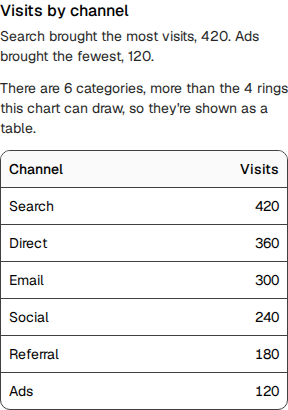 Visits by channel
Search brought the most visits, 420. Ads
brought the fewest, 120.
There are 6 categories, more than the 4 rings
this chart can draw, so they're shown as a
table.
Channel Visits
Search 420
Direct 360
Email 300
Social 240
Referral 180
Ads 120